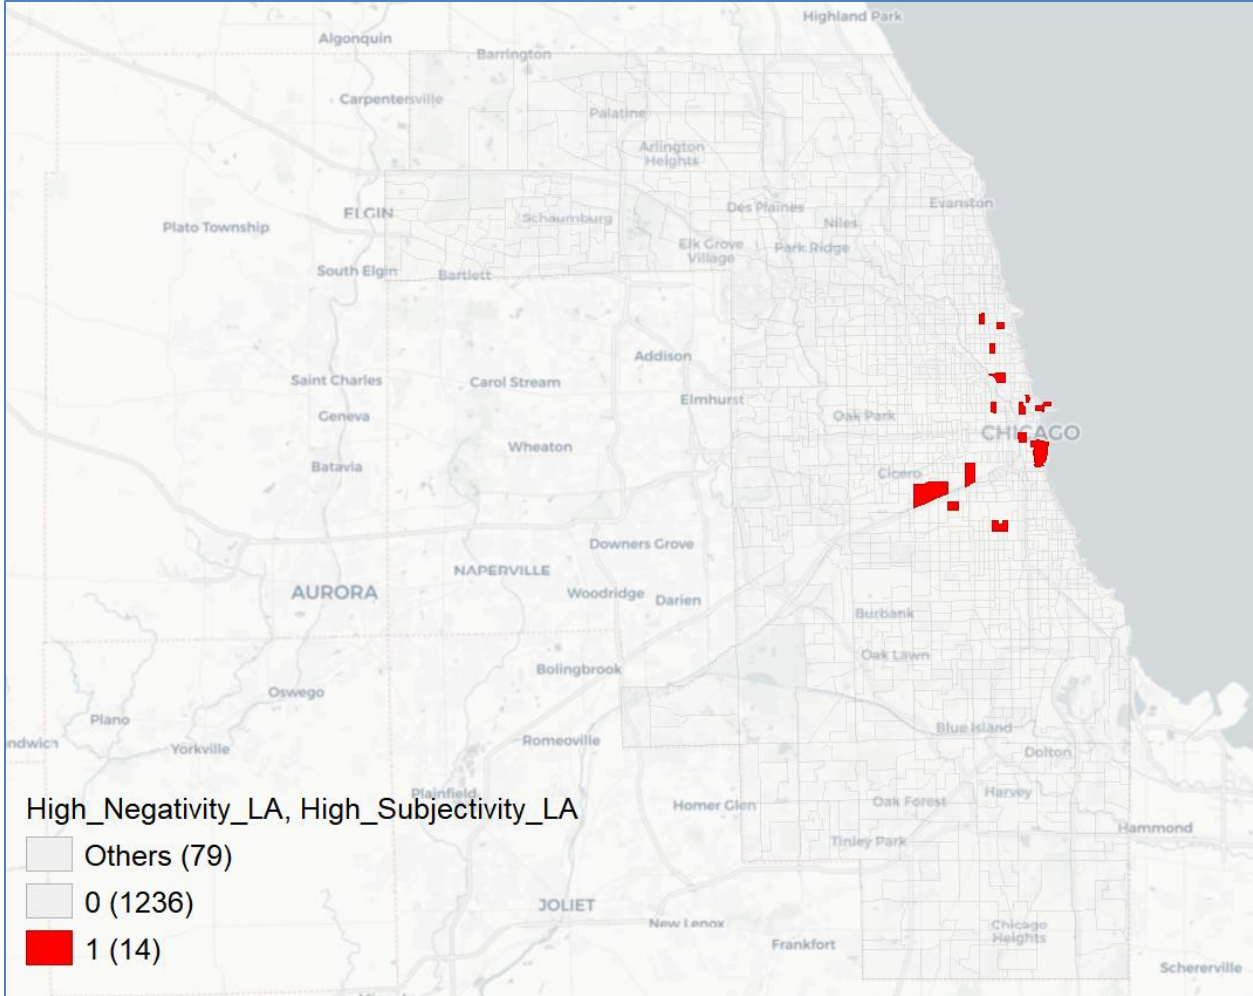 Highland Park
Algonquin
Barrington
Carpentersville
Palatine
Arlington
Heights
ELGIN
Schaumburg
Des Plaines
Evanston
Plato Township
Niles
Elk Grove
Village
Park Ridge
South Elgin
Bartlett
Addison
Saint Charles
Carol Stream
Elmhurst
Geneva
Oak Park
CHICAGO
Wheaton
Batavia
Cicero
Downers Grove
NAPERVILLE
AURORA
Woodridge
Darien
Burbank
Oak Lawn
Bolingbrook
Oswego
Plano
Blue Island
ndwich
Yorkville
Romeoville
Dolton
Plainfield
Harvey
Homer Glen
Oak Forest
High_Negativity_LA, High_Subjectivity_LA
Hammond
Tinley Park
Others (79)
0 (1236)
JOLIET
New Lenox
Chicago
Heights
1 (14)
Frankfort
Schererville